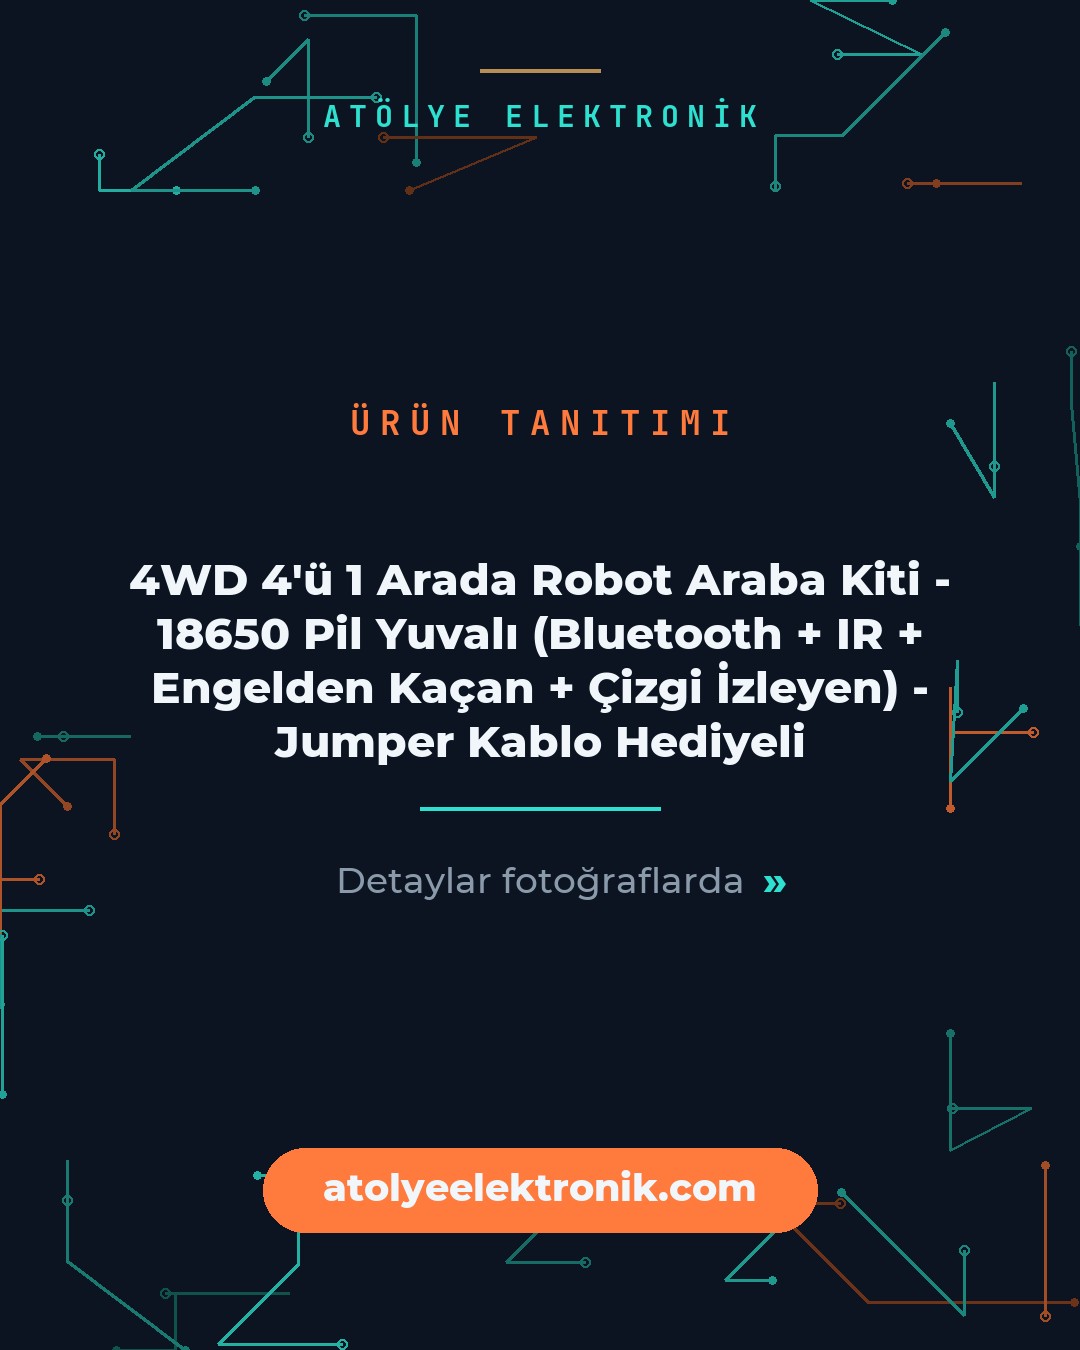 ATÖLYE ELEKTRONİK
ÜRÜN TANITIMI
4WD 4'ü 1 Arada Robot Araba Kiti -
18650 Pil Yuvalı (Bluetooth + IR +
Engelden Kaçan + Çizgi İzleyen) -
Jumper Kablo Hediyeli
Detaylar fotoğraflarda »
atolyeelektronik.com